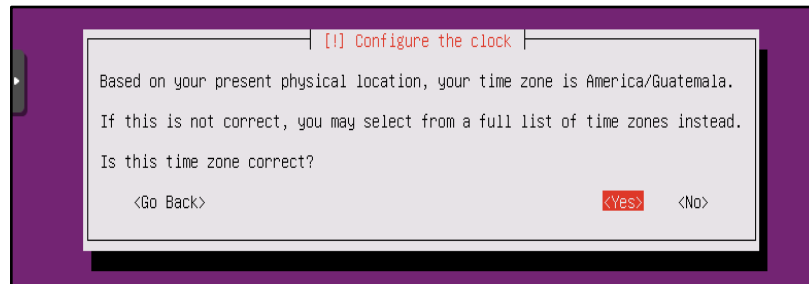 [!] Configure the clock
Based on your present physical location, your time zone is America/Guatemala.
If this is not correct, you may select from a full list of time zones instead.
Is this time zone correct?
<Go Back> <Yes> <No>